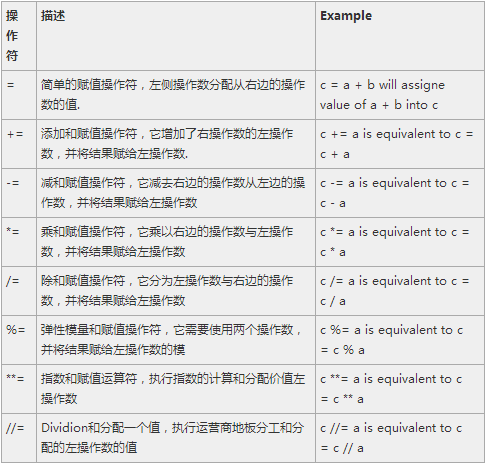 操
作
符
描述
Example
=
简单的赋值操作符，左侧操作数分配从右边的操作
数的值.
c = a + b will assigne
value of a + b into c
+=
添加和赋值操作符，它增加了右操作数的左操作
数，并将结果赋给左操作数.
c += a is equivalent to c =
c + a
-=
减和赋值操作符，它减去右边的操作数从左边的操
作数，并将结果赋给左操作数
c -= a is equivalent to c =
c - a
*=
乘和赋值操作符，它乘以右边的操作数与左操作
数，并将结果赋给左操作数
c *= a is equivalent to c =
c * a
/=
除和赋值操作符，它分为左操作数与右边的操作
数，并将结果赋给左操作数
c /= a is equivalent to c =
c / a
%=
弹性模量和赋值操作符，它需要使用两个操作数，
并将结果赋给左操作数的模
c %= a is equivalent to c
= c % a
**=
指数和赋值运算符，执行指数的计算和分配价值左
操作数
c **= a is equivalent to c
= c ** a
//=
Dividion和分配一个值，执行运营商地板分工和分
配的左操作数的值
c //= a is equivalent to c
= c // a